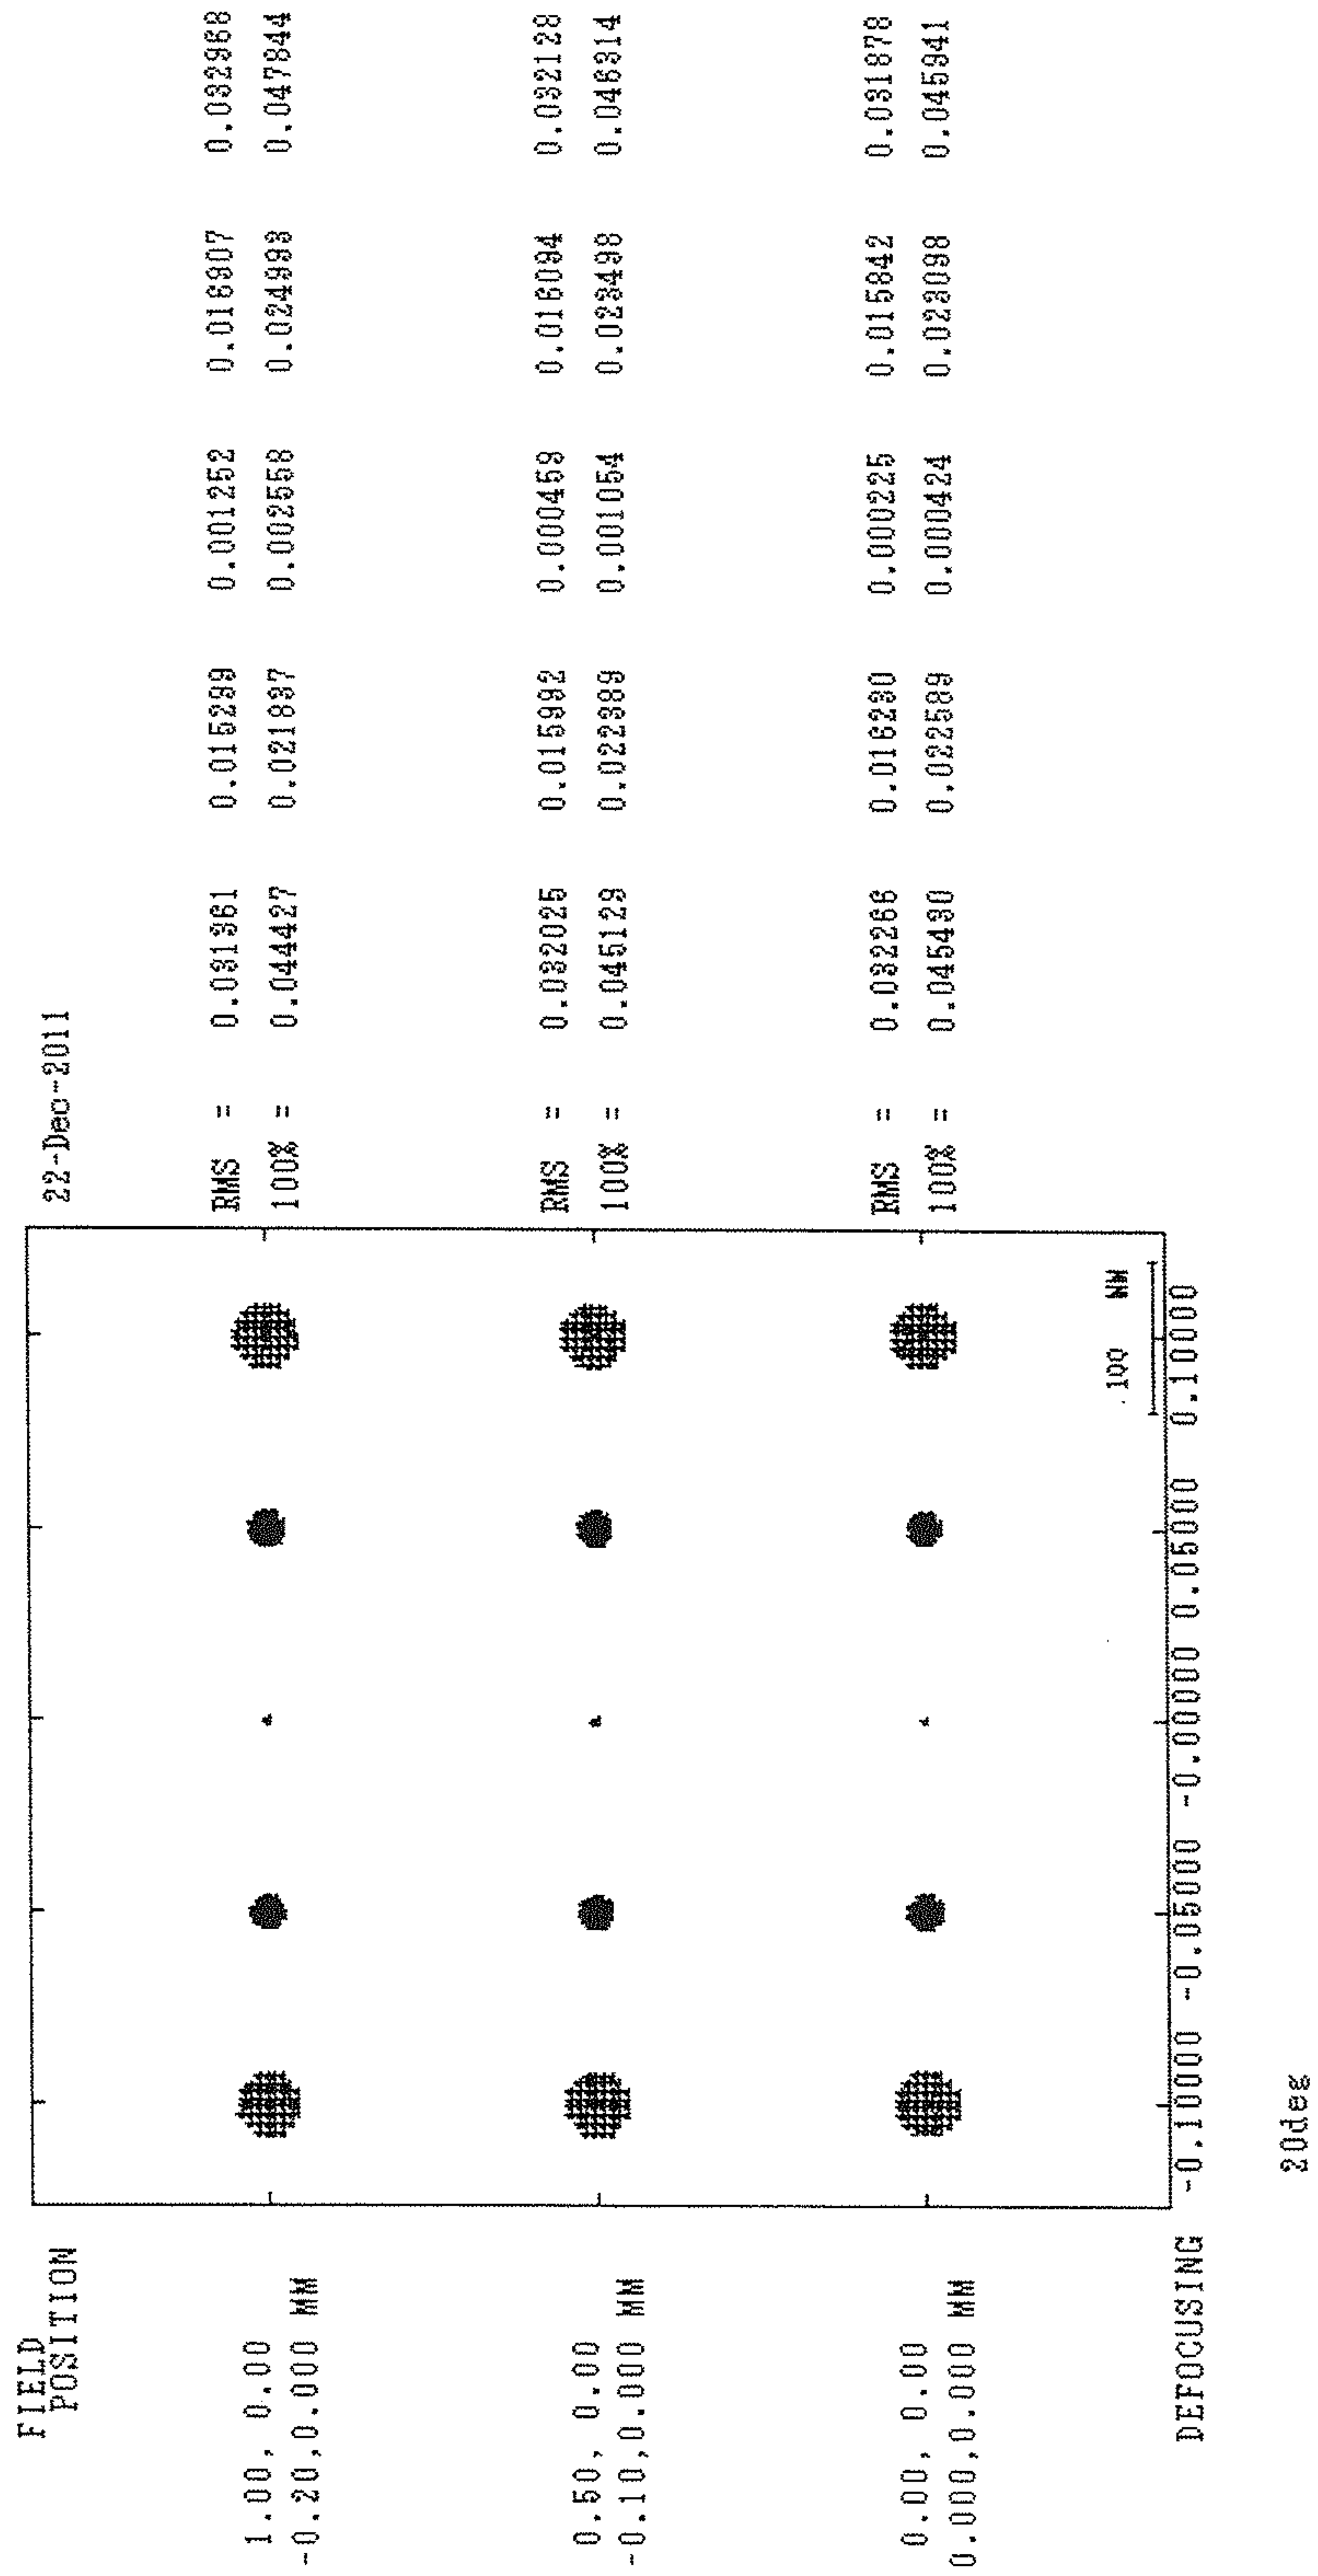 22-Dec-2011
FIELD
POSITION
1.00, 0.00
-0.20,0.000 MM
RMS = 0.031361 0.015299 0.001252 0.016907 0.032968
100% = 0.044427 0.021837 0.002558 0.024993 0.047844
0.50, 0.00
-0.10,0.000 MM
RMS = 0.032025 0.015992 0.000459 0.016094 0.032128
100% = 0.045129 0.022389 0.001054 0.023498 0.046314
0.00, 0.00
0.000,0.000 MM
RMS = 0.032266 0.016230 0.000225 0.015842 0.031878
100% = 0.045430 0.022589 0.000424 0.023098 0.045941
.100 MM
DEFOCUSING -0.10000 -0.05000 -0.00000 0.05000 0.10000
20deg